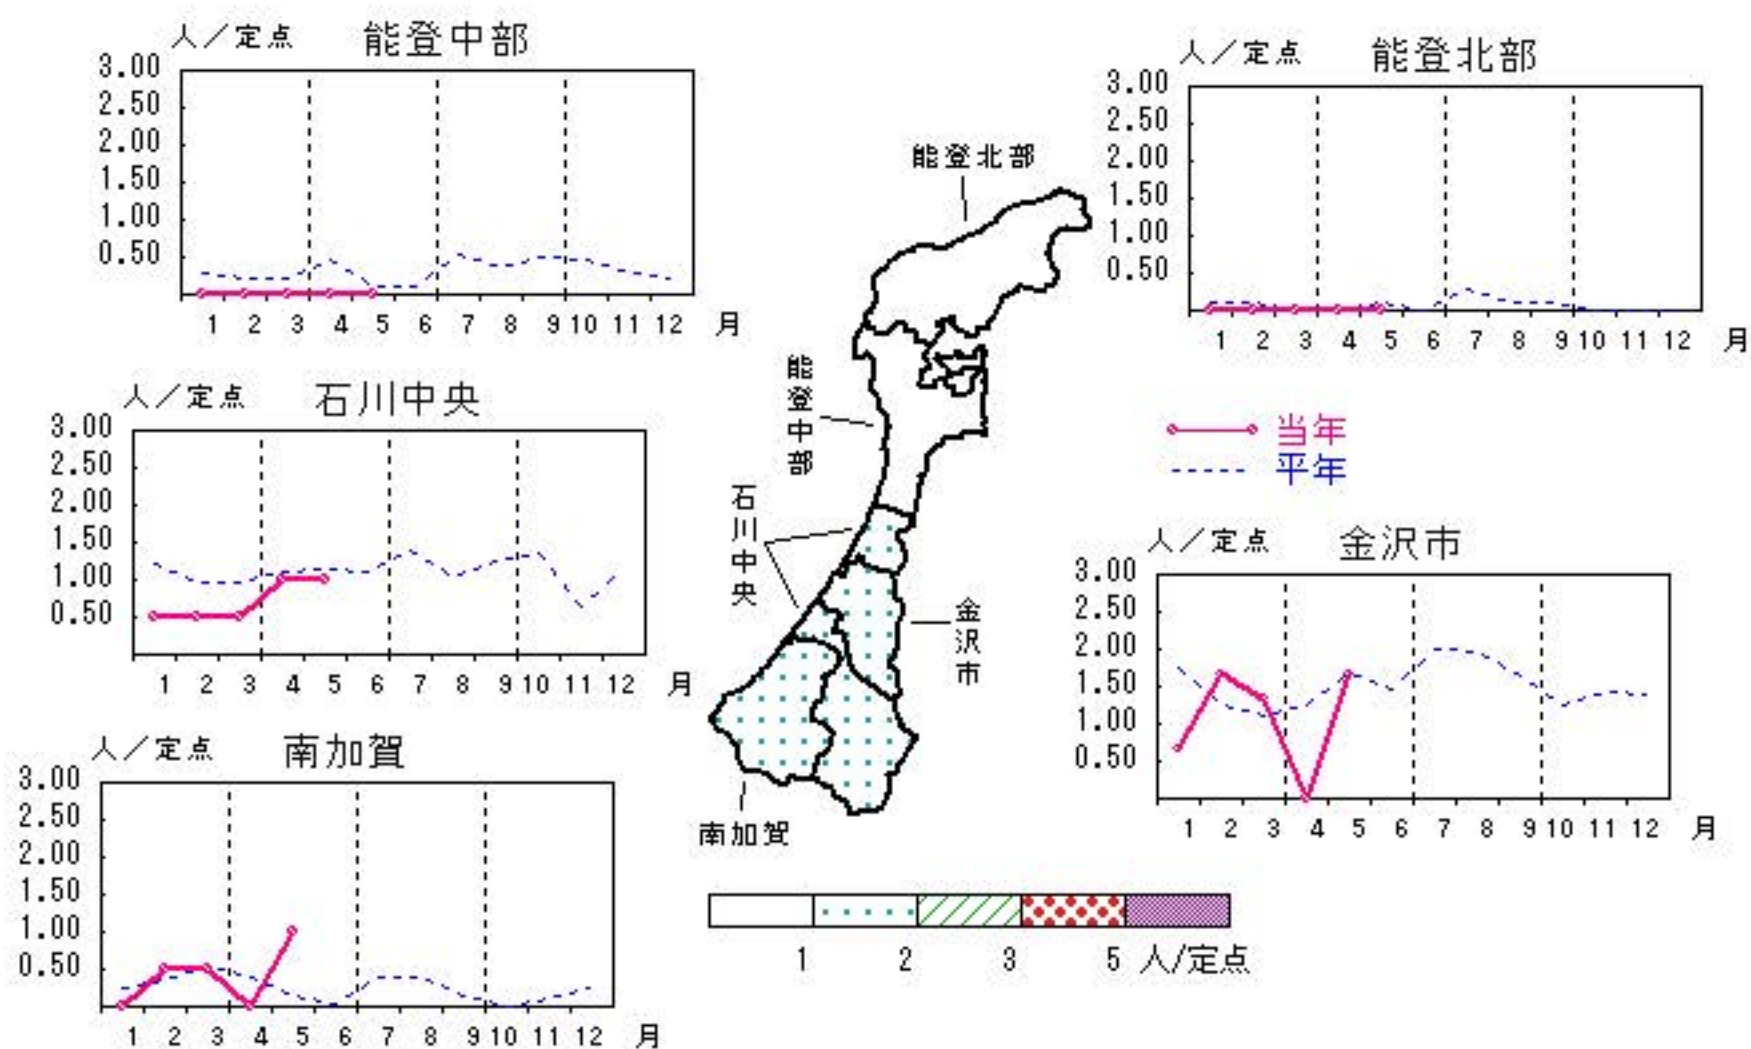 人/定点 能登中部
3.00
2.50
2.00
1.50
1.00
0.50
1 2 3 4 5 6 7 8 9 10 11 12 月
人/定点 能登北部
3.00
2.50
2.00
1.50
1.00
0.50
1 2 3 4 5 6 7 8 9 10 11 12 月
能登北部
能登中部
石川中央
金沢市
南加賀
当年
平年
人/定点 石川中央
3.00
2.50
2.00
1.50
1.00
0.50
1 2 3 4 5 6 7 8 9 10 11 12 月
人/定点 金沢市
3.00
2.50
2.00
1.50
1.00
0.50
1 2 3 4 5 6 7 8 9 10 11 12 月
人/定点 南加賀
3.00
2.50
2.00
1.50
1.00
0.50
1 2 3 4 5 6 7 8 9 10 11 12 月
1 2 3 5 人/定点